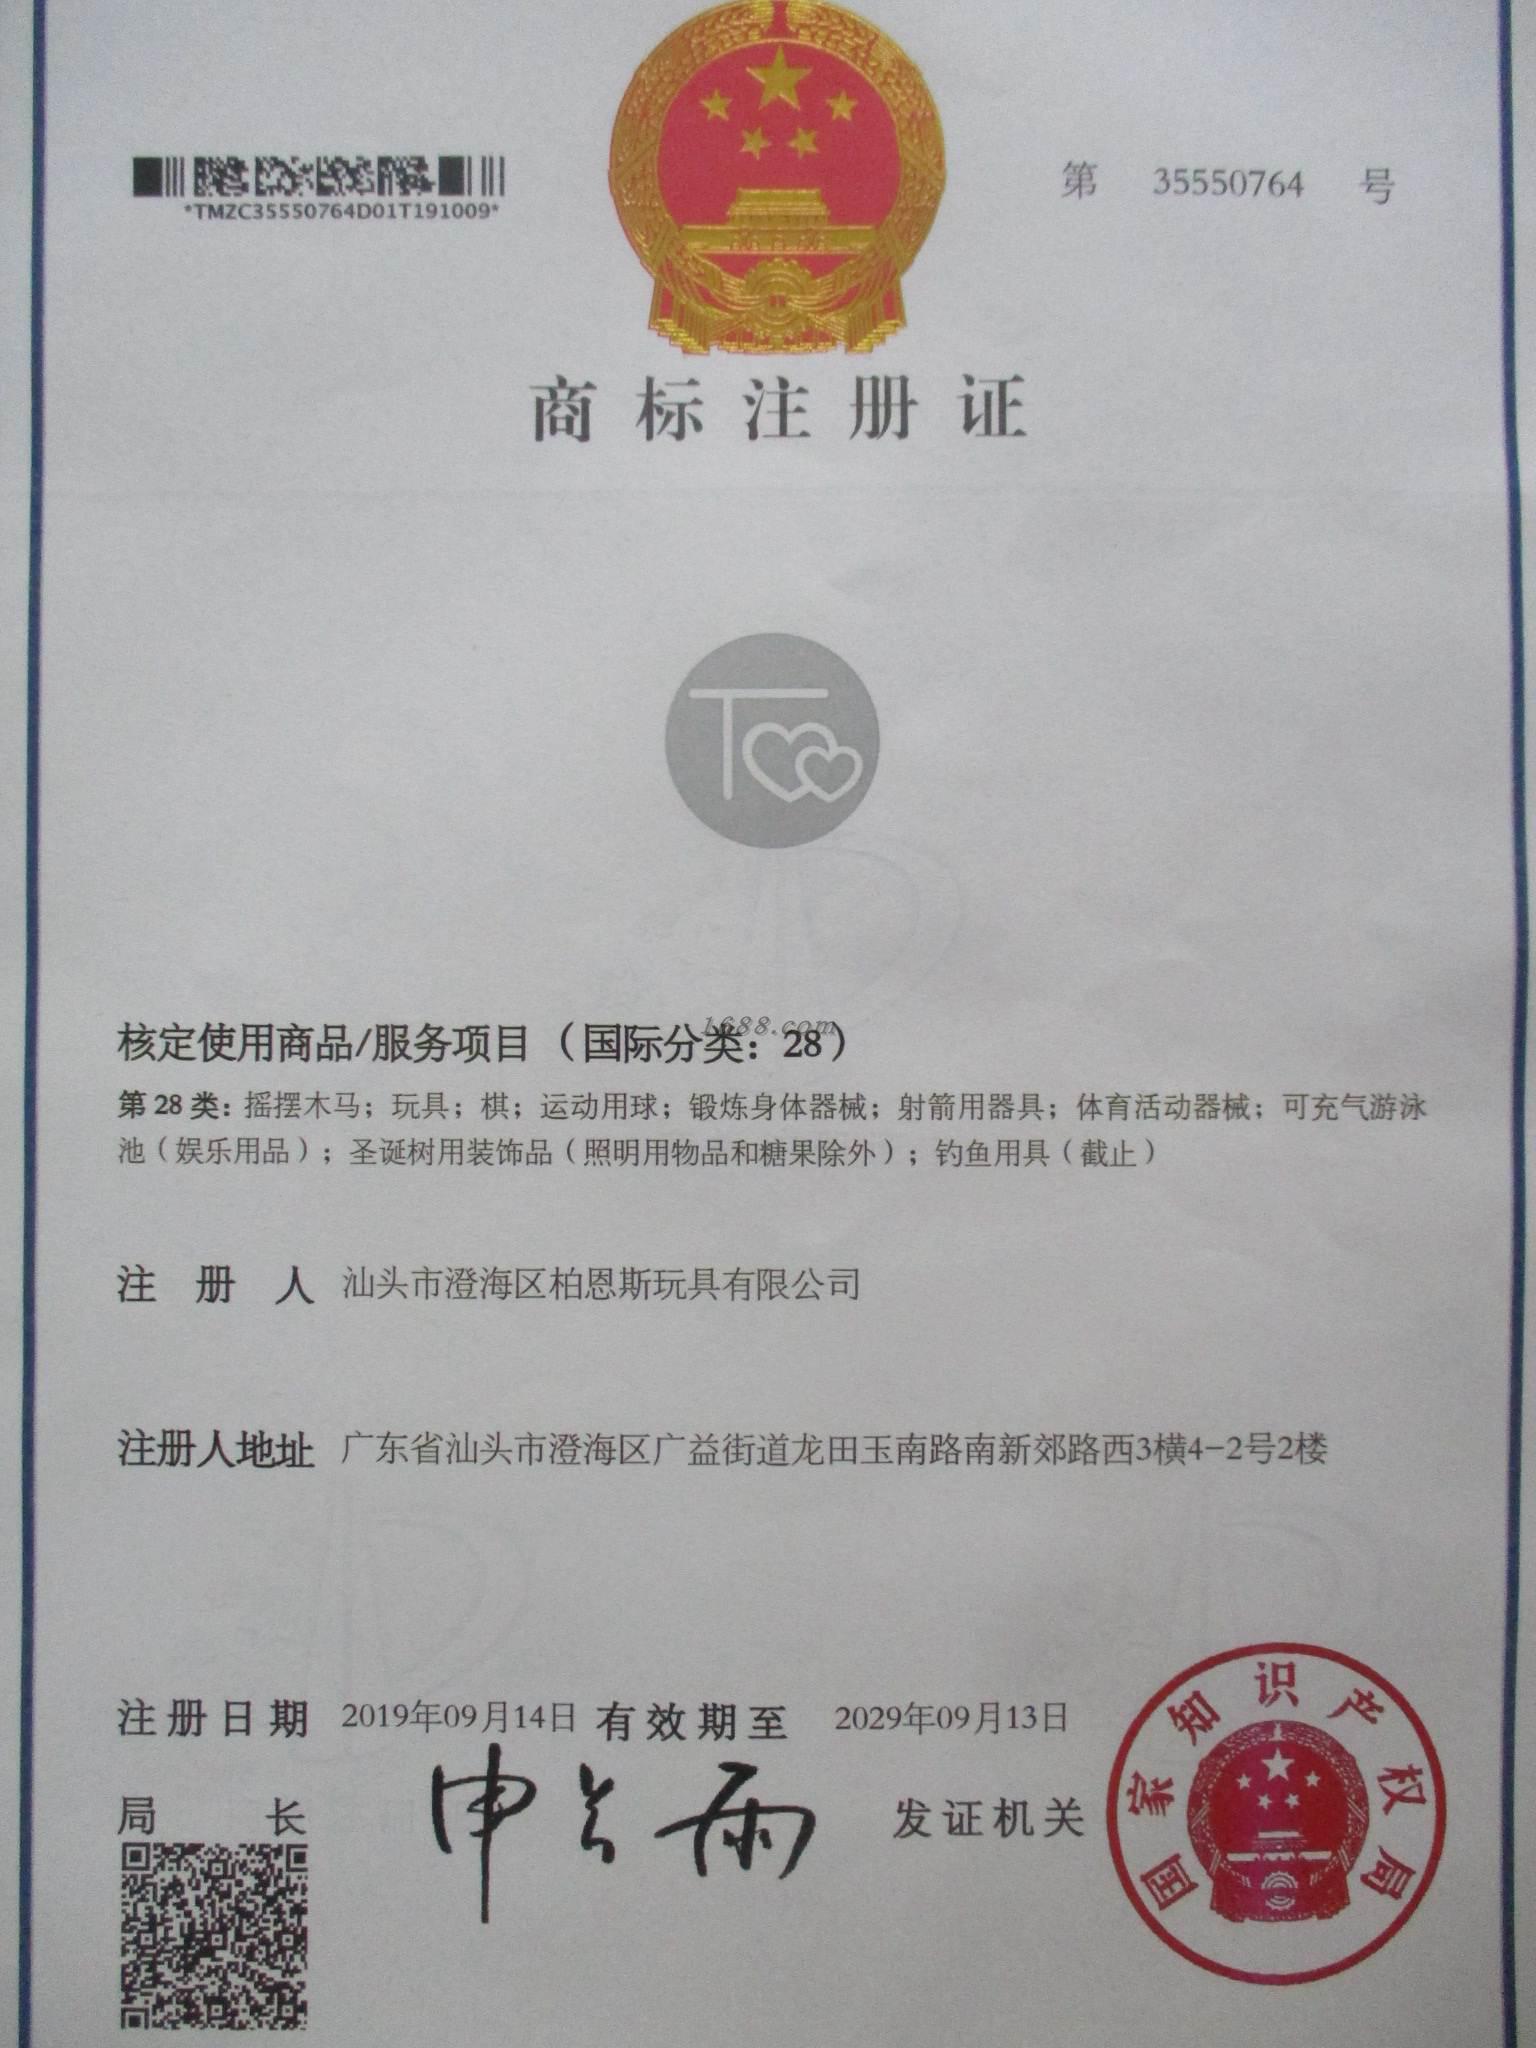 第 35550764 号
*TMZC35550764D01T191009*
商标注册证
T
1688.com
核定使用商品/服务项目（国际分类：28）
第 28 类：摇摆木马；玩具；棋；运动用球；锻炼身体器械；射箭用器具；体育活动器械；可充气游泳
池（娱乐用品）；圣诞树用装饰品（照明用物品和糖果除外）；钓鱼用具（截止）
注册人 汕头市澄海区柏恩斯玩具有限公司
注册人地址 广东省汕头市澄海区广益街道龙田玉南路南新郊路西3横4-2号2楼
注册日期 2019年09月14日 有效期至 2029年09月13日
局长 申长雨 发证机关
国家知识产权局